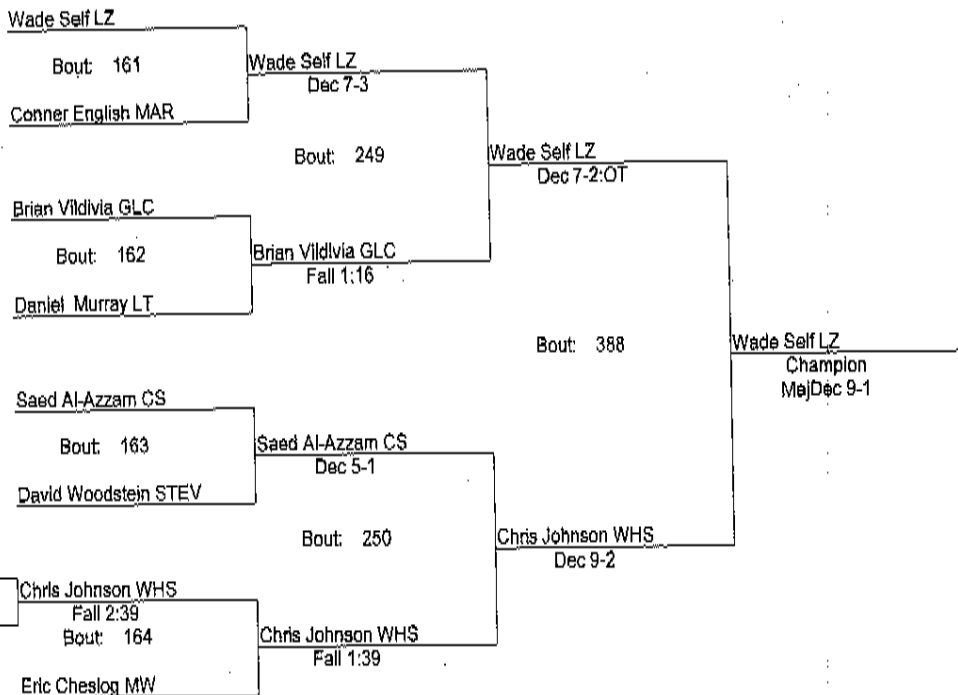 Wade Self LZ
Bout: 161
Wade Self LZ
Dec 7-3
Conner English MAR
Bout: 249
Wade Self LZ
Dec 7-2:OT
Brian Vildivia GLC
Bout: 162
Brian Vildivia GLC
Fall 1:16
Daniel Murray LT
Bout: 388
Wade Self LZ
Champion
MajDec 9-1
Saed Al-Azzam CS
Bout: 163
Saed Al-Azzam CS
Dec 5-1
David Woodstein STEV
Bout: 250
Chris Johnson WHS
Dec 9-2
Chris Johnson WHS
Fall 2:39
Bout: 164
Chris Johnson WHS
Fall 1:39
Eric Cheslog MW